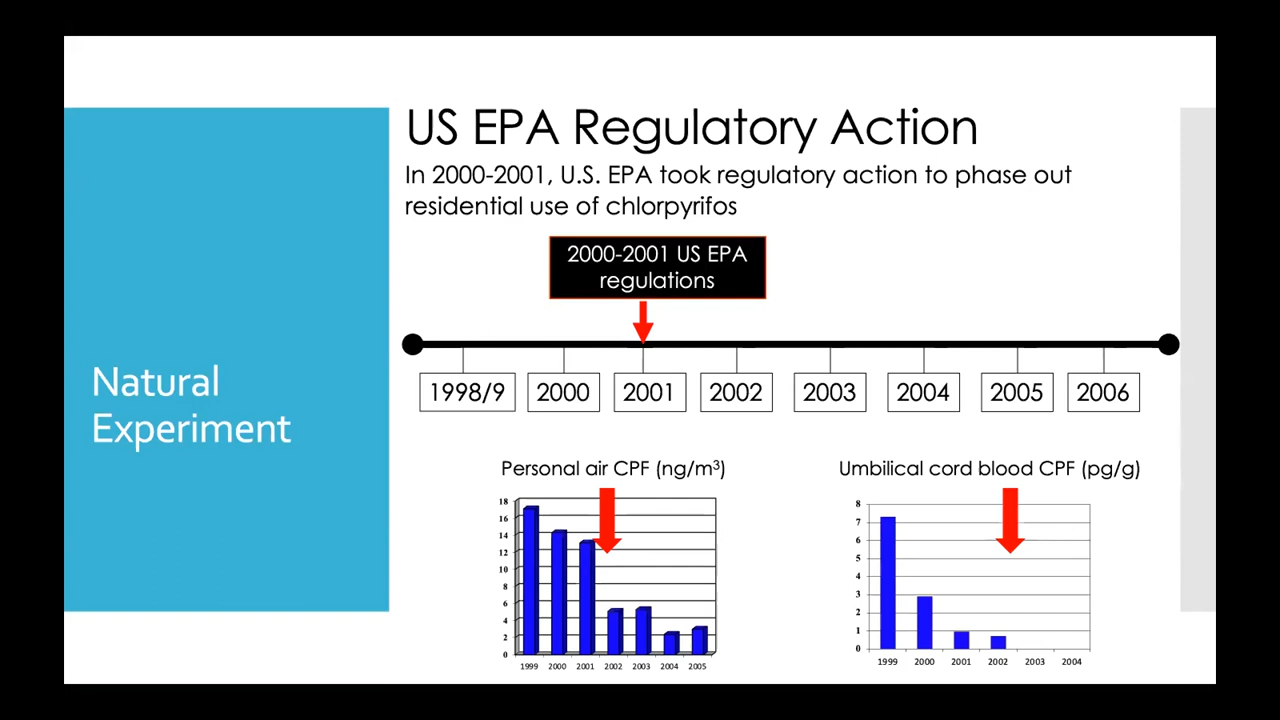 US EPA Regulatory Action
In 2000-2001, U.S. EPA took regulatory action to phase out
residential use of chlorpyrifos
2000-2001 US EPA
regulations
1998/9 2000 2001 2002 2003 2004 2005 2006
Natural
Experiment
Personal air CPF (ng/m³)
18
16
14
12
10
8
6
4
2
0
1999 2000 2001 2002 2003 2004 2005
Umbilical cord blood CPF (pg/g)
8
7
6
5
4
3
2
1
0
1999 2000 2001 2002 2003 2004